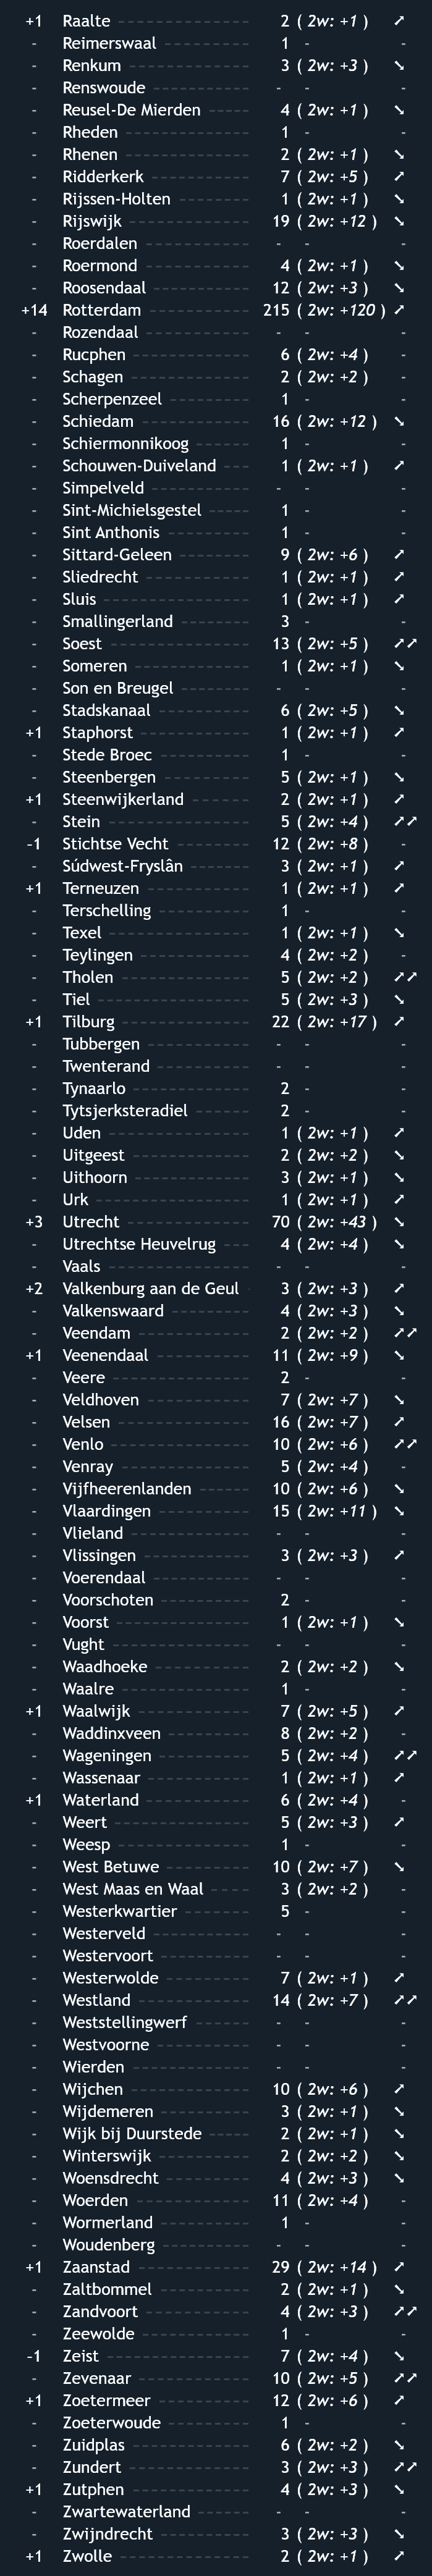 +1 Raalte 2 ( 2w: +1 ) ➚
- Reimerswaal 1 - -
- Renkum 3 ( 2w: +3 ) ➘
- Renswoude - - -
- Reusel-De Mierden 4 ( 2w: +1 ) ➘
- Rheden 1 - -
- Rhenen 2 ( 2w: +1 ) ➘
- Ridderkerk 7 ( 2w: +5 ) ➚
- Rijssen-Holten 1 ( 2w: +1 ) ➘
- Rijswijk 19 ( 2w: +12 ) ➘
- Roerdalen - - -
- Roermond 4 ( 2w: +1 ) ➘
- Roosendaal 12 ( 2w: +3 ) ➘
+14 Rotterdam 215 ( 2w: +120 ) ➚
- Rozendaal - - -
- Rucphen 6 ( 2w: +4 ) -
- Schagen 2 ( 2w: +2 ) -
- Scherpenzeel 1 - -
- Schiedam 16 ( 2w: +12 ) ➘
- Schiermonnikoog 1 - -
- Schouwen-Duiveland 1 ( 2w: +1 ) ➚
- Simpelveld - - -
- Sint-Michielsgestel 1 - -
- Sint Anthonis 1 - -
- Sittard-Geleen 9 ( 2w: +6 ) ➚
- Sliedrecht 1 ( 2w: +1 ) ➚
- Sluis 1 ( 2w: +1 ) ➚
- Smallingerland 3 - -
- Soest 13 ( 2w: +5 ) ➚➚
- Someren 1 ( 2w: +1 ) ➘
- Son en Breugel - - -
- Stadskanaal 6 ( 2w: +5 ) ➘
+1 Staphorst 1 ( 2w: +1 ) ➚
- Stede Broec 1 - -
- Steenbergen 5 ( 2w: +1 ) ➘
+1 Steenwijkerland 2 ( 2w: +1 ) ➚
- Stein 5 ( 2w: +4 ) ➚➚
-1 Stichtse Vecht 12 ( 2w: +8 ) -
- Súdwest-Fryslân 3 ( 2w: +1 ) ➚
+1 Terneuzen 1 ( 2w: +1 ) ➚
- Terschelling 1 - -
- Texel 1 ( 2w: +1 ) ➘
- Teylingen 4 ( 2w: +2 ) -
- Tholen 5 ( 2w: +2 ) ➚➚
- Tiel 5 ( 2w: +3 ) ➘
+1 Tilburg 22 ( 2w: +17 ) ➚
- Tubbergen - - -
- Twenterand - - -
- Tynaarlo 2 - -
- Tytsjerksteradiel 2 - -
- Uden 1 ( 2w: +1 ) ➚
- Uitgeest 2 ( 2w: +2 ) ➘
- Uithoorn 3 ( 2w: +1 ) ➘
- Urk 1 ( 2w: +1 ) ➚
+3 Utrecht 70 ( 2w: +43 ) ➘
- Utrechtse Heuvelrug 4 ( 2w: +4 ) ➘
- Vaals - - -
+2 Valkenburg aan de Geul 3 ( 2w: +3 ) ➚
- Valkenswaard 4 ( 2w: +3 ) ➘
- Veendam 2 ( 2w: +2 ) ➚➚
+1 Veenendaal 11 ( 2w: +9 ) ➘
- Veere 2 - -
- Veldhoven 7 ( 2w: +7 ) ➘
- Velsen 16 ( 2w: +7 ) ➚
- Venlo 10 ( 2w: +6 ) ➚➚
- Venray 5 ( 2w: +4 ) -
- Vijfheerenlanden 10 ( 2w: +6 ) ➘
- Vlaardingen 15 ( 2w: +11 ) ➘
- Vlieland - - -
- Vlissingen 3 ( 2w: +3 ) ➚
- Voerendaal - - -
- Voorschoten 2 - -
- Voorst 1 ( 2w: +1 ) ➘
- Vught - - -
- Waadhoeke 2 ( 2w: +2 ) ➘
- Waalre 1 - -
+1 Waalwijk 7 ( 2w: +5 ) ➚
- Waddinxveen 8 ( 2w: +2 ) -
- Wageningen 5 ( 2w: +4 ) ➚➚
- Wassenaar 1 ( 2w: +1 ) ➚
+1 Waterland 6 ( 2w: +4 ) -
- Weert 5 ( 2w: +3 ) ➚
- Weesp 1 - -
- West Betuwe 10 ( 2w: +7 ) ➘
- West Maas en Waal 3 ( 2w: +2 ) -
- Westerkwartier 5 - -
- Westerveld - - -
- Westervoort - - -
- Westerwolde 7 ( 2w: +1 ) ➚
- Westland 14 ( 2w: +7 ) ➚➚
- Weststellingwerf - - -
- Westvoorne - - -
- Wierden - - -
- Wijchen 10 ( 2w: +6 ) ➚
- Wijdemeren 3 ( 2w: +1 ) ➘
- Wijk bij Duurstede 2 ( 2w: +1 ) ➘
- Winterswijk 2 ( 2w: +2 ) ➘
- Woensdrecht 4 ( 2w: +3 ) ➘
- Woerden 11 ( 2w: +4 ) -
- Wormerland 1 - -
- Woudenberg - - -
+1 Zaanstad 29 ( 2w: +14 ) ➚
- Zaltbommel 2 ( 2w: +1 ) ➘
- Zandvoort 4 ( 2w: +3 ) ➚➚
- Zeewolde 1 - -
-1 Zeist 7 ( 2w: +4 ) ➘
- Zevenaar 10 ( 2w: +5 ) ➚➚
+1 Zoetermeer 12 ( 2w: +6 ) ➚
- Zoeterwoude 1 - -
- Zuidplas 6 ( 2w: +2 ) ➘
- Zundert 3 ( 2w: +3 ) ➚➚
+1 Zutphen 4 ( 2w: +3 ) ➘
- Zwartewaterland - - -
- Zwijndrecht 3 ( 2w: +3 ) ➘
+1 Zwolle 2 ( 2w: +1 ) ➚